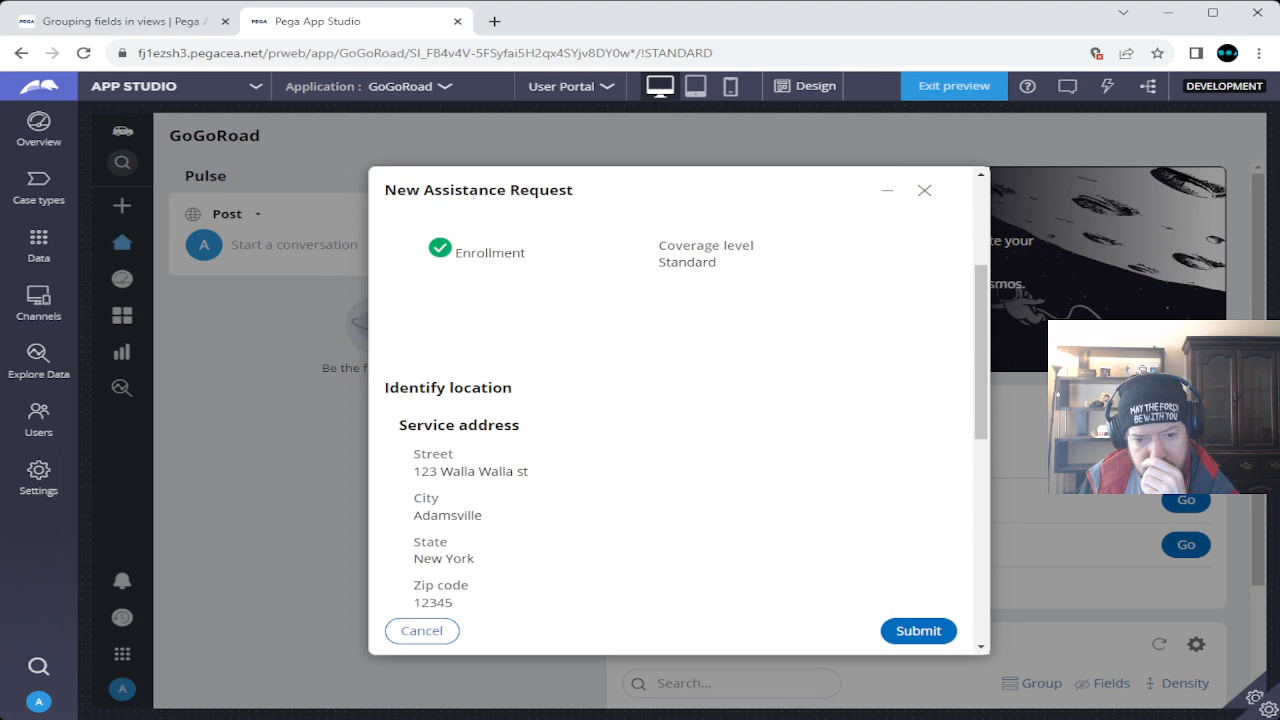 PEGA Grouping fields in views | Pega A
PEGA Pega App Studio
fj1ezsh3.pegacea.net/prweb/app/GoGoRoad/SI_FB4v4V-5FSyfai5H2qx4SYjv8DY0w*/!STANDARD
APP STUDIO
Application : GoGoRoad
User Portal
Design
Exit preview
DEVELOPMENT
Overview
Case types
Data
Channels
Explore Data
Users
Settings
A
A
GoGoRoad
Pulse
Post
A Start a conversation
Be the f
te your
smos.
New Assistance Request
Enrollment
Coverage level
Standard
Identify location
Service address
Street
123 Walla Walla st
City
Adamsville
State
New York
Zip code
12345
Cancel
Submit
MAY THE FORCE
BE WITH YOU
Go
Go
Search...
Group
Fields
Density